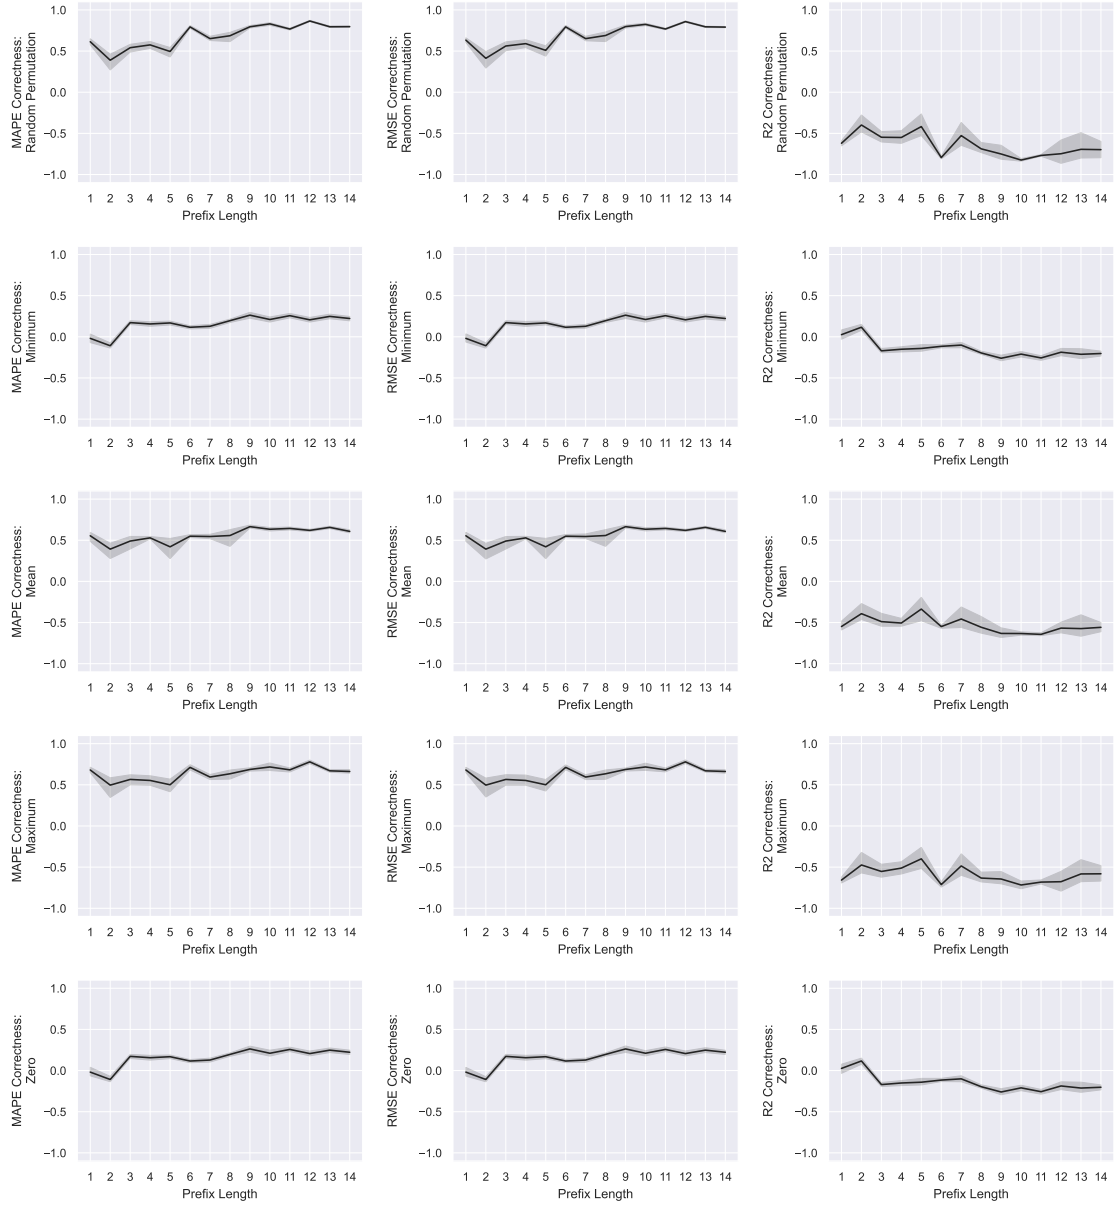 MAPE Correctness:
Random Permutation
1.0
0.5
0.0
−0.5
−1.0
1 2 3 4 5 6 7 8 9 10 11 12 13 14
Prefix Length
RMSE Correctness:
Random Permutation
1.0
0.5
0.0
−0.5
−1.0
1 2 3 4 5 6 7 8 9 10 11 12 13 14
Prefix Length
R2 Correctness:
Random Permutation
1.0
0.5
0.0
−0.5
−1.0
1 2 3 4 5 6 7 8 9 10 11 12 13 14
Prefix Length
MAPE Correctness:
Minimum
1.0
0.5
0.0
−0.5
−1.0
1 2 3 4 5 6 7 8 9 10 11 12 13 14
Prefix Length
RMSE Correctness:
Minimum
1.0
0.5
0.0
−0.5
−1.0
1 2 3 4 5 6 7 8 9 10 11 12 13 14
Prefix Length
R2 Correctness:
Minimum
1.0
0.5
0.0
−0.5
−1.0
1 2 3 4 5 6 7 8 9 10 11 12 13 14
Prefix Length
MAPE Correctness:
Mean
1.0
0.5
0.0
−0.5
−1.0
1 2 3 4 5 6 7 8 9 10 11 12 13 14
Prefix Length
RMSE Correctness:
Mean
1.0
0.5
0.0
−0.5
−1.0
1 2 3 4 5 6 7 8 9 10 11 12 13 14
Prefix Length
R2 Correctness:
Mean
1.0
0.5
0.0
−0.5
−1.0
1 2 3 4 5 6 7 8 9 10 11 12 13 14
Prefix Length
MAPE Correctness:
Maximum
1.0
0.5
0.0
−0.5
−1.0
1 2 3 4 5 6 7 8 9 10 11 12 13 14
Prefix Length
RMSE Correctness:
Maximum
1.0
0.5
0.0
−0.5
−1.0
1 2 3 4 5 6 7 8 9 10 11 12 13 14
Prefix Length
R2 Correctness:
Maximum
1.0
0.5
0.0
−0.5
−1.0
1 2 3 4 5 6 7 8 9 10 11 12 13 14
Prefix Length
MAPE Correctness:
Zero
1.0
0.5
0.0
−0.5
−1.0
1 2 3 4 5 6 7 8 9 10 11 12 13 14
Prefix Length
RMSE Correctness:
Zero
1.0
0.5
0.0
−0.5
−1.0
1 2 3 4 5 6 7 8 9 10 11 12 13 14
Prefix Length
R2 Correctness:
Zero
1.0
0.5
0.0
−0.5
−1.0
1 2 3 4 5 6 7 8 9 10 11 12 13 14
Prefix Length